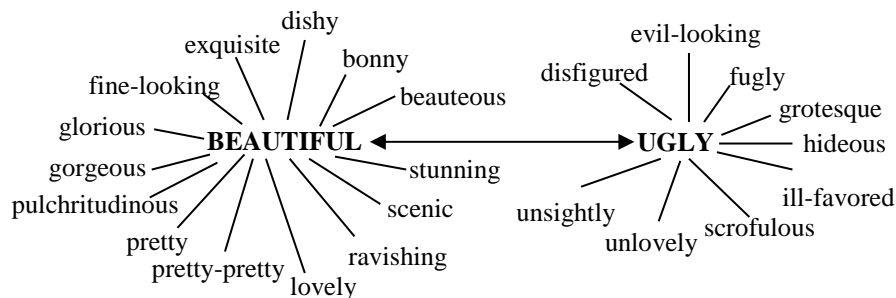 dishy
evil-looking
exquisite
bonny
disfigured
fugly
fine-looking
beauteous
grotesque
glorious
BEAUTIFUL
UGLY
hideous
gorgeous
stunning
ill-favored
pulchritudinous
scenic
unsightly
scrofulous
pretty
unlovely
pretty-pretty
ravishing
lovely